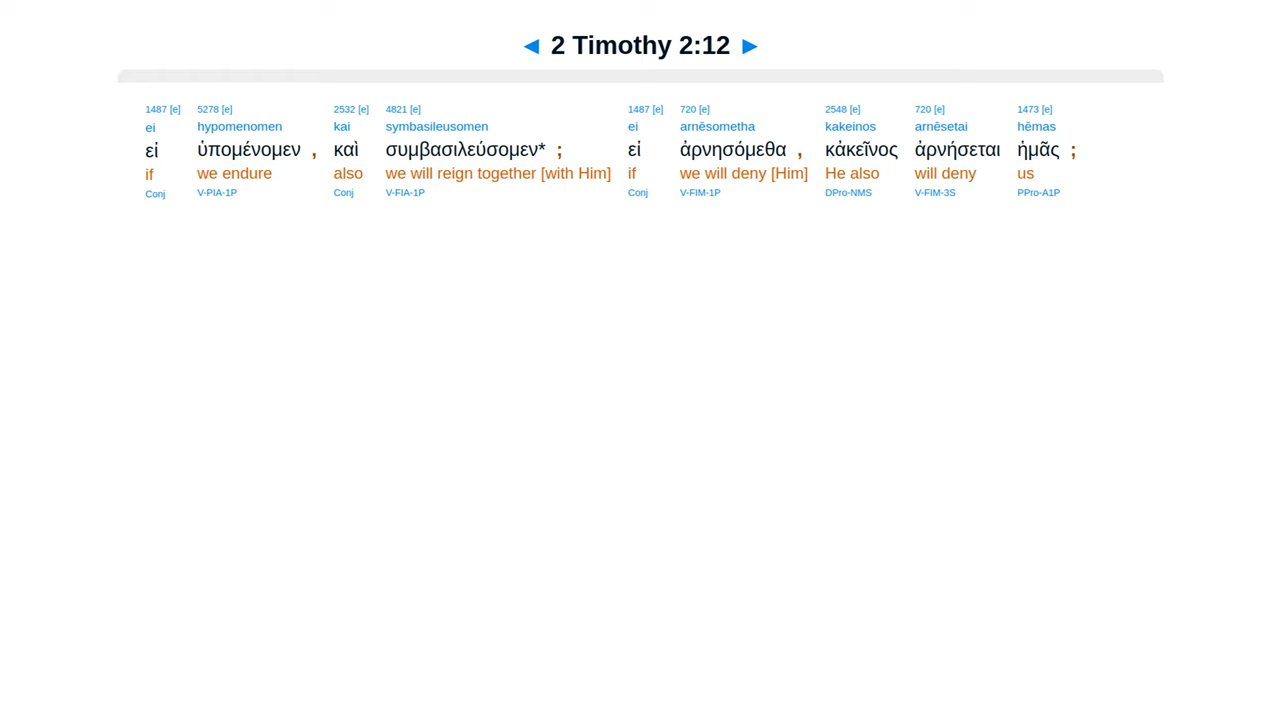 ◄ 2 Timothy 2:12 ►
1487 [e] 5278 [e] 2532 [e] 4821 [e] 1487 [e] 720 [e] 2548 [e] 720 [e] 1473 [e]
ei hypomenomen kai symbasileusomen ei arnēsometha kakeinos arnēsetai hēmas
εἰ ὑπομένομεν , καὶ συμβασιλεύσομεν* ; εἰ ἀρνησόμεθα , κἀκεῖνος ἀρνήσεται ἡμᾶς ;
if we endure also we will reign together [with Him] if we will deny [Him] He also will deny us
Conj V-PIA-1P Conj V-FIA-1P Conj V-FIM-1P DPro-NMS V-FIM-3S PPro-A1P